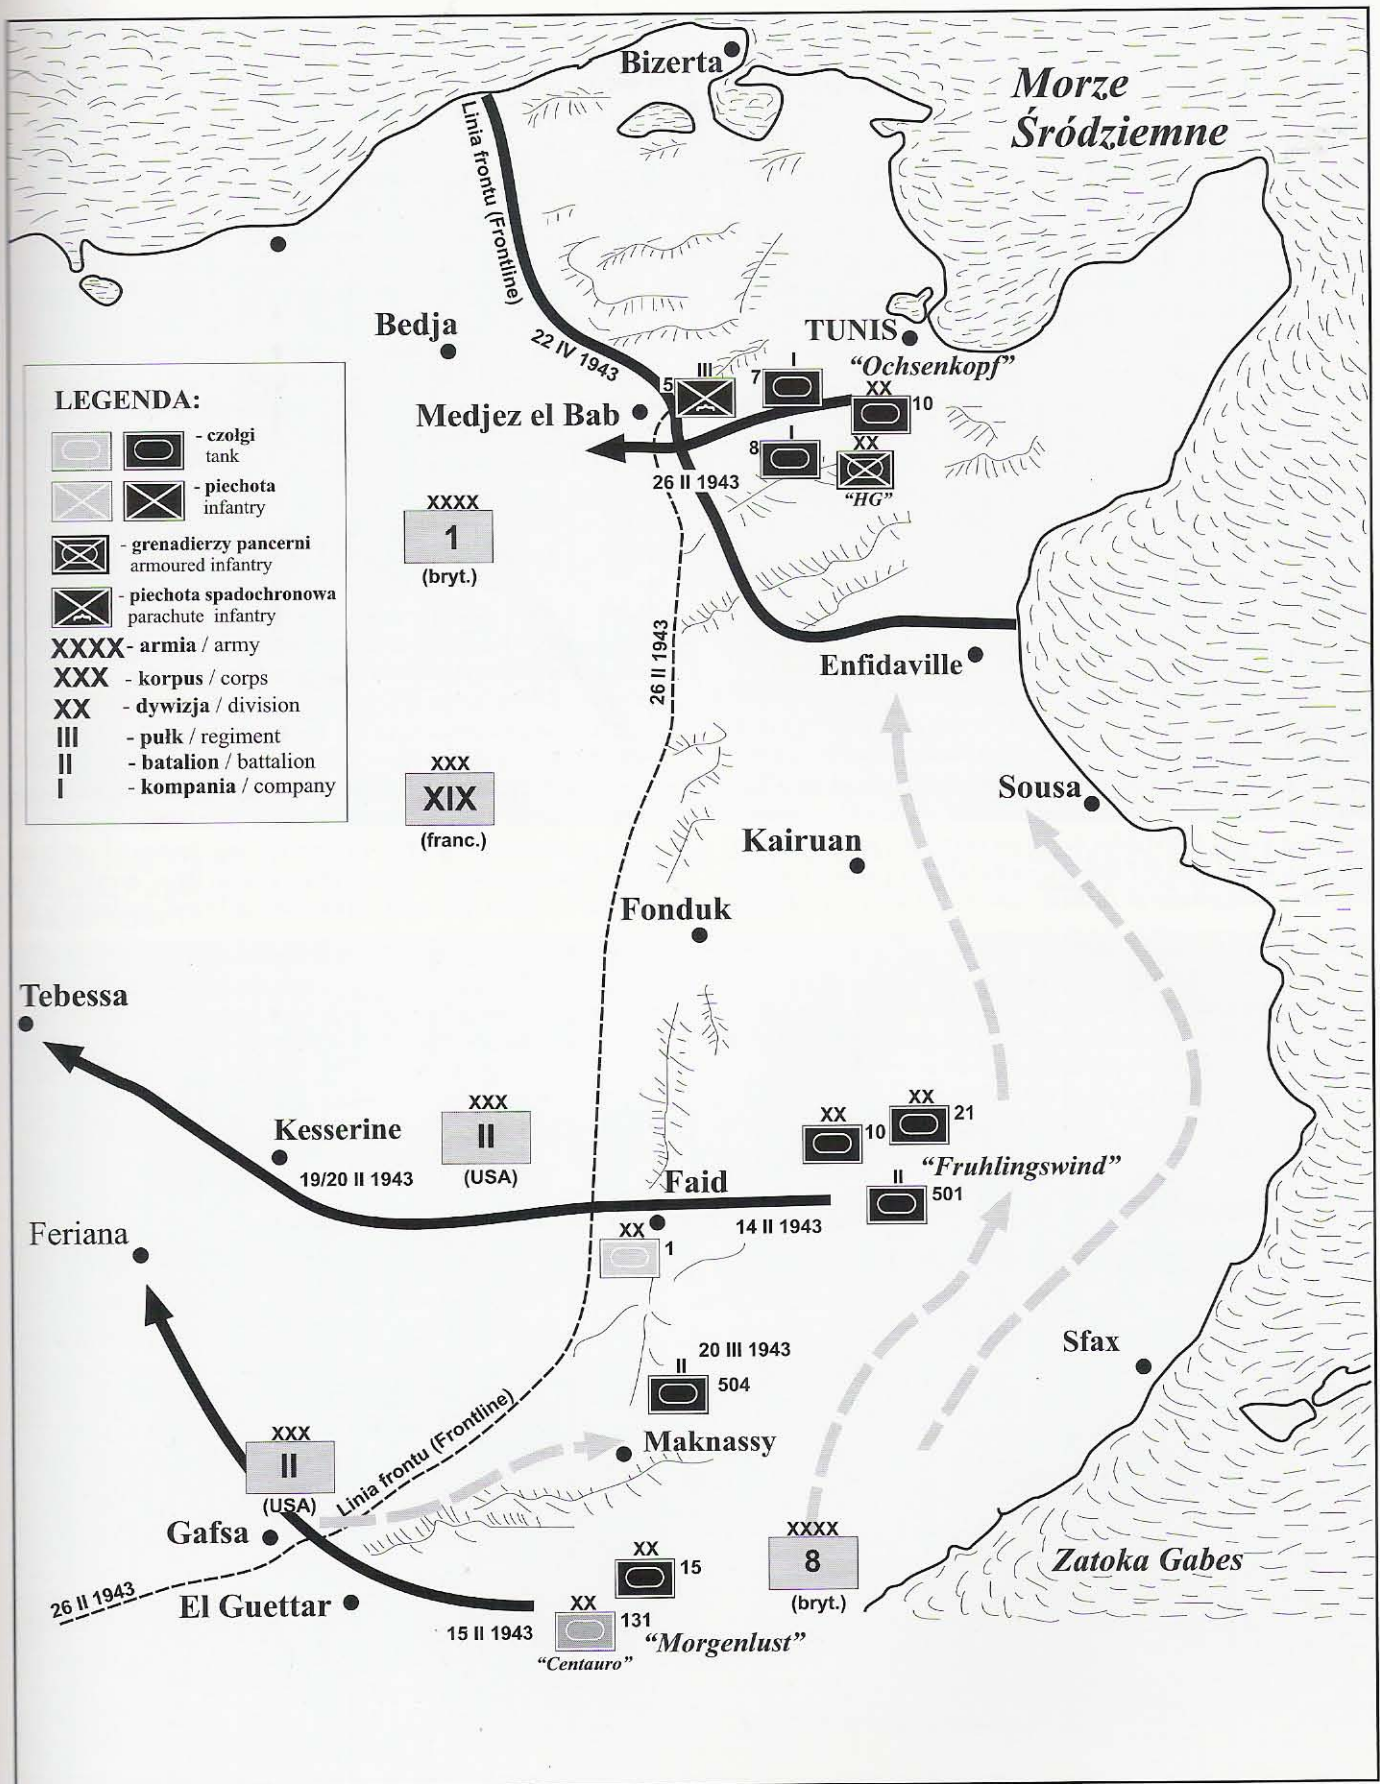 Bizerta
Morze
Śródziemne
Linia frontu (Frontline)
22 IV 1943
Bedja
TUNIS
“Ochsenkopf”
LEGENDA:
- czołgi
tank
- piechota
infantry
- grenadierzy pancerni
armoured infantry
- piechota spadochronowa
parachute infantry
XXXX - armia / army
XXX - korpus / corps
XX - dywizja / division
III - pułk / regiment
II - batalion / battalion
I - kompania / company
III
5
I
7
XX
10
Medjez el Bab
I
8
XX
“HG”
26 II 1943
XXXX
1
(bryt.)
26 II 1943
Enfidaville
XXX
XIX
(franc.)
Sousa
Kairuan
Fonduk
Tebessa
XXX
II
(USA)
Kesserine
19/20 II 1943
XX
10
XX
21
“Fruhlingswind”
II
501
Faid
14 II 1943
XX
1
Feriana
20 III 1943
II
504
Sfax
Maknassy
XXX
II
(USA)
Linia frontu (Frontline)
Gafsa
26 II 1943
El Guettar
XXXX
8
(bryt.)
Zatoka Gabes
XX
15
XX
131
“Centauro”
15 II 1943
“Morgenlust”